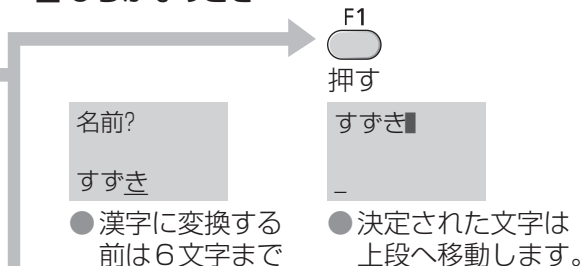 F1
押す
名前?
すずき
すずき
_
●漢字に変換する
前は6文字まで
●決定された文字は
上段へ移動します。